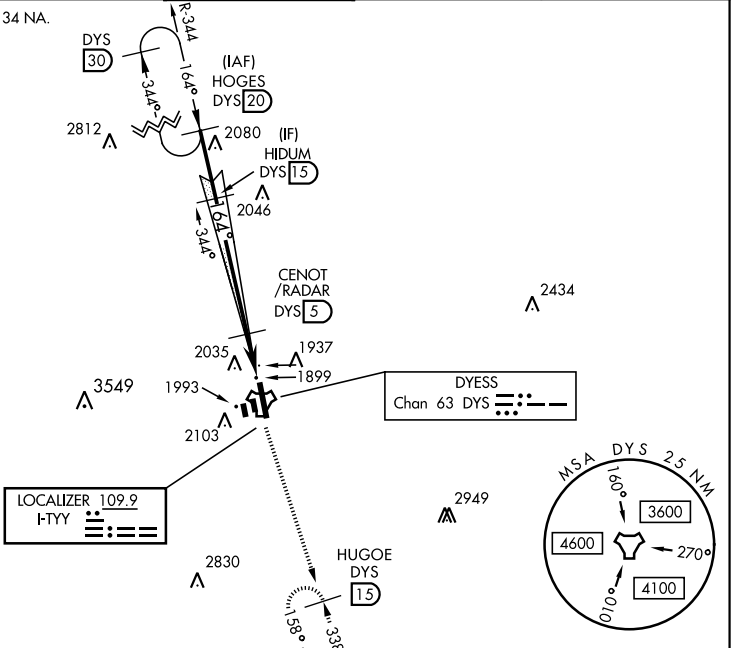 34 NA.
R-344
DYS
30
164°
344°
(IAF)
HOGES
DYS 20
2812
2080
(IF)
HIDUM
DYS 15
2046
164°
344°
CENOT
/RADAR
DYS 5
2434
2035
1937
1899
3549
1993
2103
DYESS
Chan 63 DYS
LOCALIZER 109.9
I-TYY
2949
MSA DYS 25 NM
160°
3600
4600
270°
4100
010°
2830
HUGOE
DYS
15
158°
338